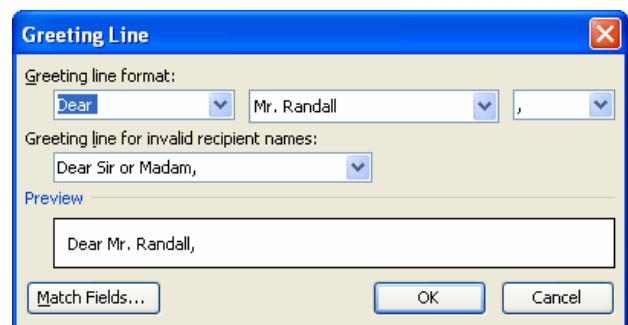 Greeting Line
Greeting line format:
Dear Mr. Randall ,
Greeting line for invalid recipient names:
Dear Sir or Madam,
Preview
Dear Mr. Randall,
Match Fields... OK Cancel